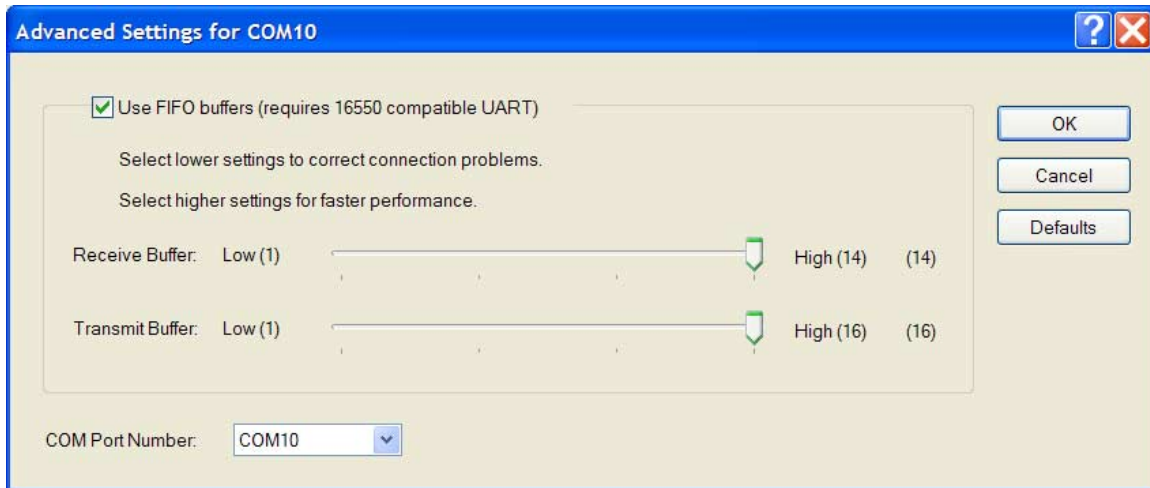 Advanced Settings for COM10
?
Use FIFO buffers (requires 16550 compatible UART)
Select lower settings to correct connection problems.
Select higher settings for faster performance.
Receive Buffer: Low (1) High (14) (14)
Transmit Buffer: Low (1) High (16) (16)
COM Port Number: COM10
OK
Cancel
Defaults